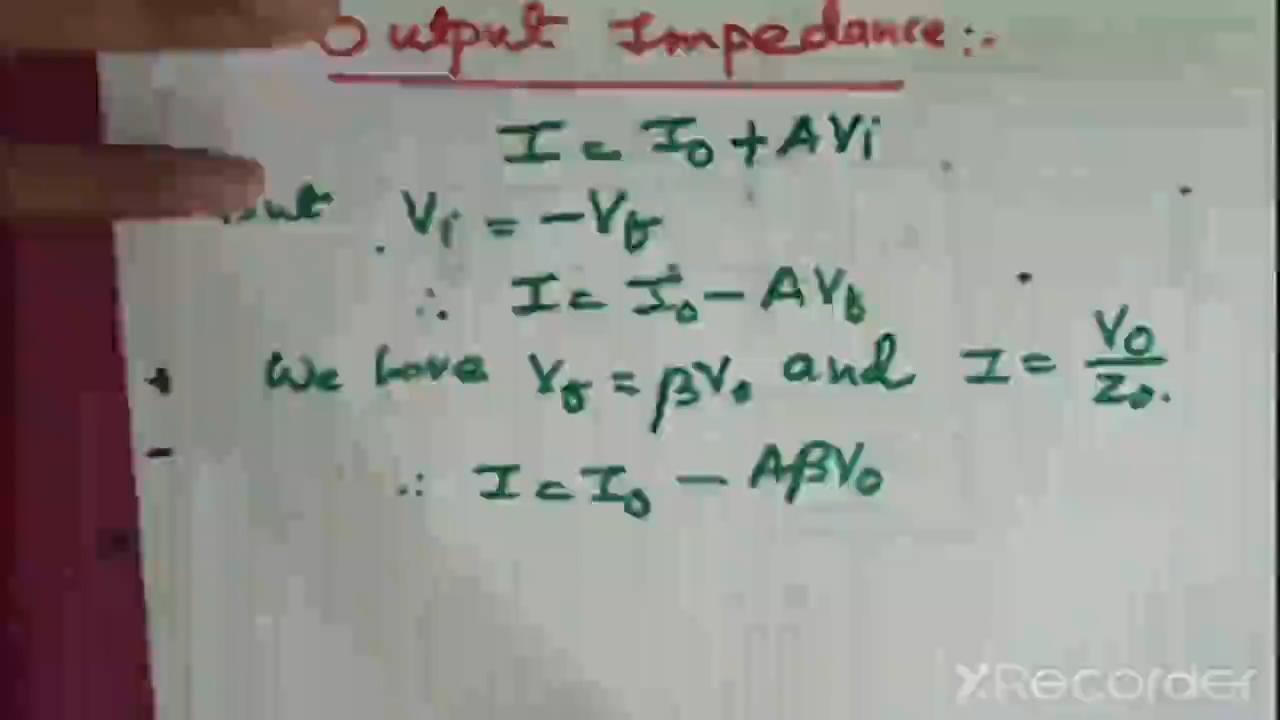 Output Impedance:-
I = I₀ + AVi
Vi = -Vf
∴ I = I₀ - AVf
+ We have Vf = βV₀ and I = V₀/Z₀.
-
∴ I = I₀ - AβV₀
XRecorder